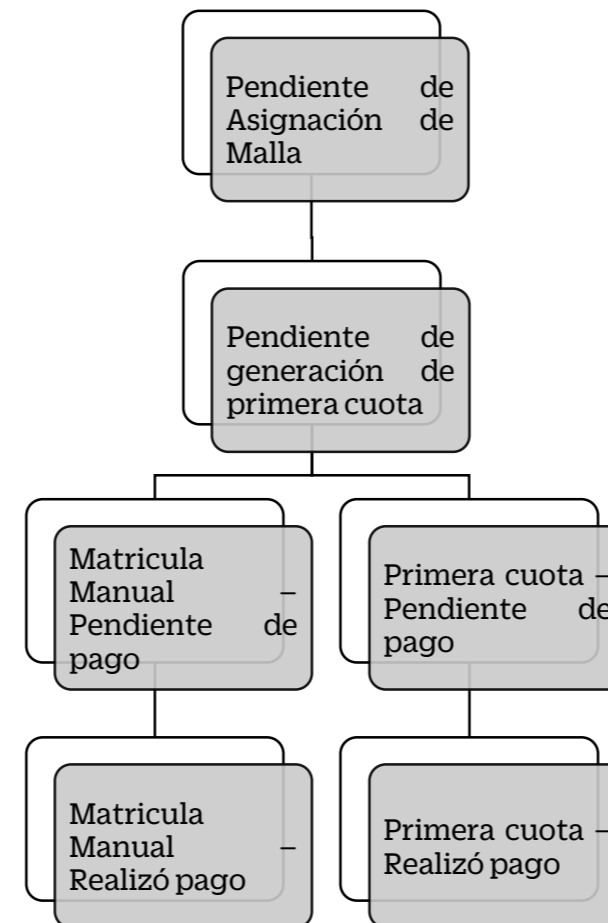 Pendiente de
Asignación de
Malla
Pendiente de
generación de
primera cuota
Matricula
Manual –
Pendiente de
pago
Primera cuota –
Pendiente de
pago
Matricula
Manual –
Realizó pago
Primera cuota –
Realizó pago